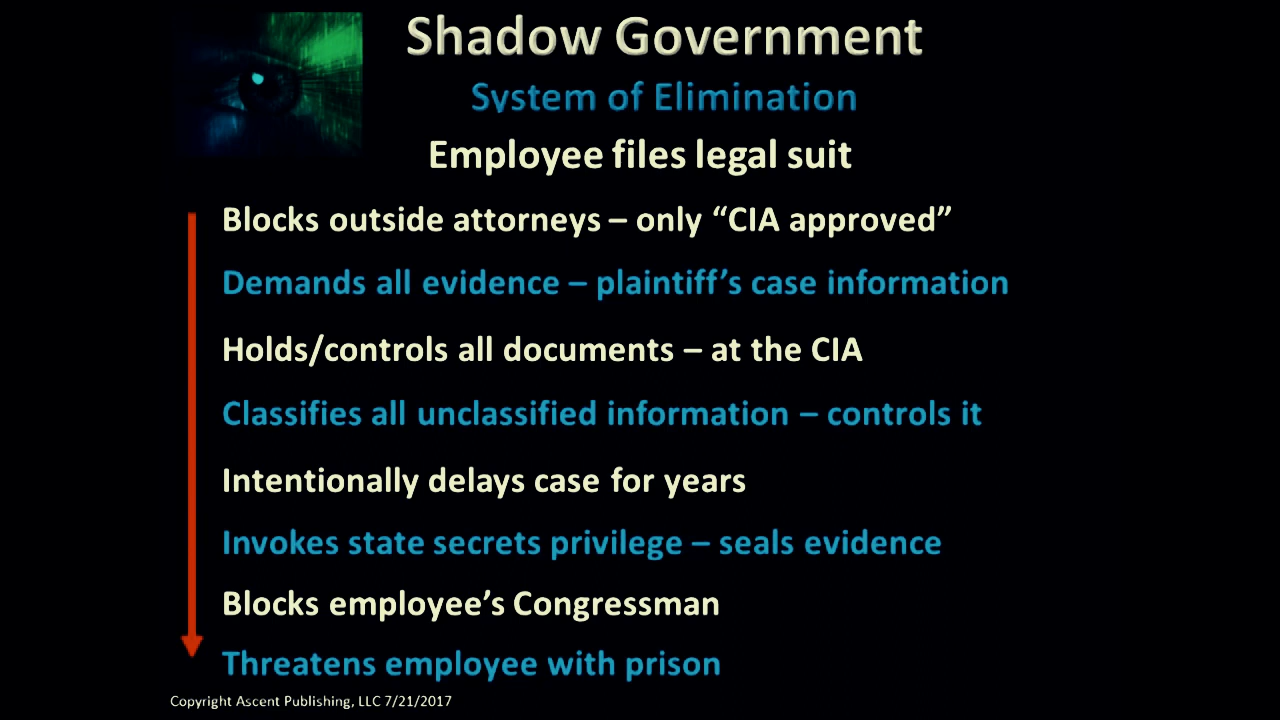 Shadow Government
System of Elimination
Employee files legal suit
Blocks outside attorneys – only “CIA approved”
Demands all evidence – plaintiff’s case information
Holds/controls all documents – at the CIA
Classifies all unclassified information – controls it
Intentionally delays case for years
Invokes state secrets privilege – seals evidence
Blocks employee’s Congressman
Threatens employee with prison
Copyright Ascent Publishing, LLC 7/21/2017